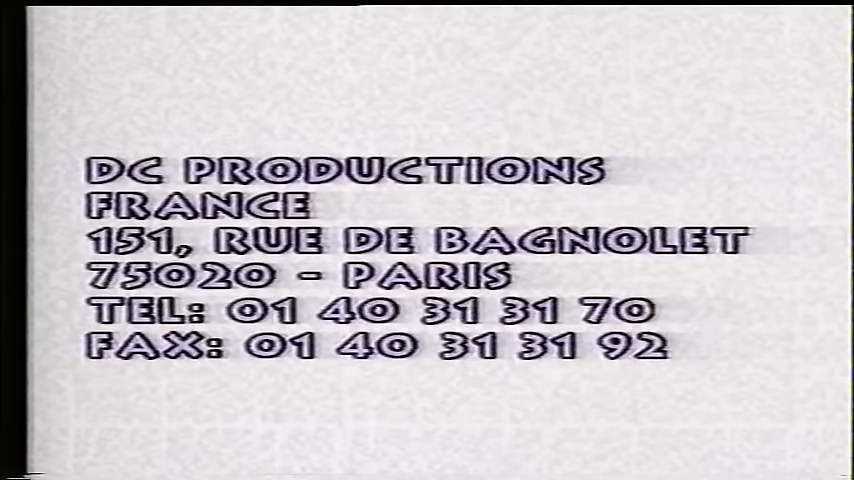 DC PRODUCTIONS
FRANCE
151, RUE DE BAGNOLET
75020 - PARIS
TEL: 01 40 31 31 70
FAX: 01 40 31 31 92